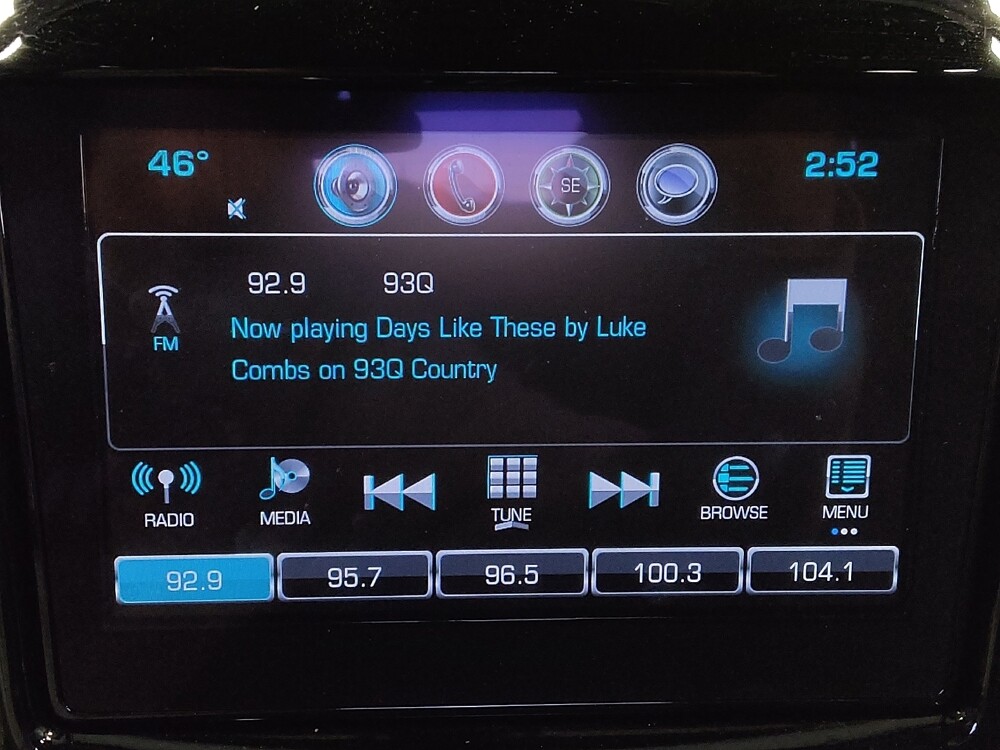 46° SE 2:52
92.9 93Q
FM
Now playing Days Like These by Luke
Combs on 93Q Country
RADIO MEDIA TUNE BROWSE MENU
92.9 95.7 96.5 100.3 104.1